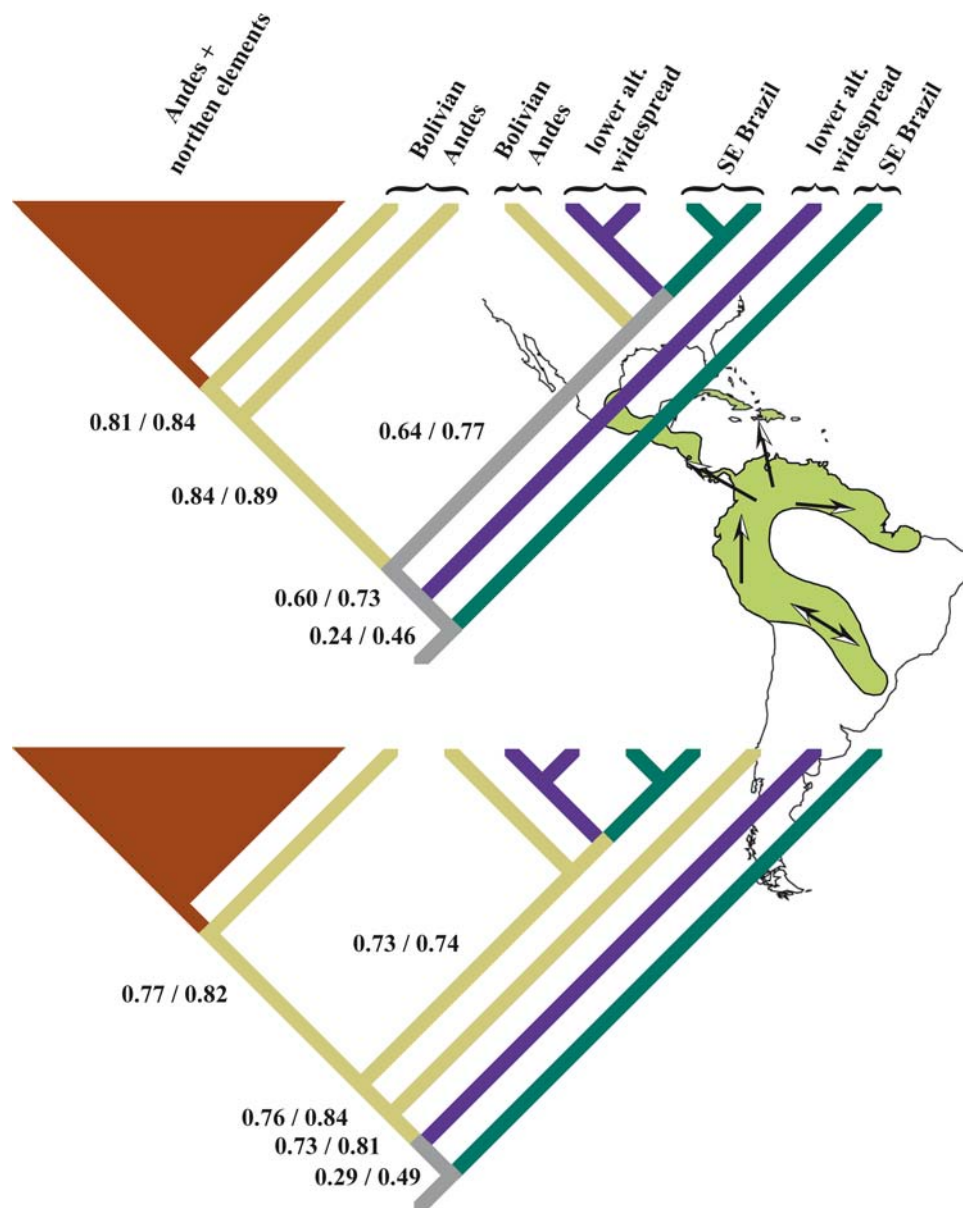 Andes +
northen elements
Bolivian
Andes
Bolivian
Andes
lower alt.
widespread
SE Brazil
lower alt.
widespread
SE Brazil
0.81 / 0.84
0.64 / 0.77
0.84 / 0.89
0.60 / 0.73
0.24 / 0.46
0.73 / 0.74
0.77 / 0.82
0.76 / 0.84
0.73 / 0.81
0.29 / 0.49